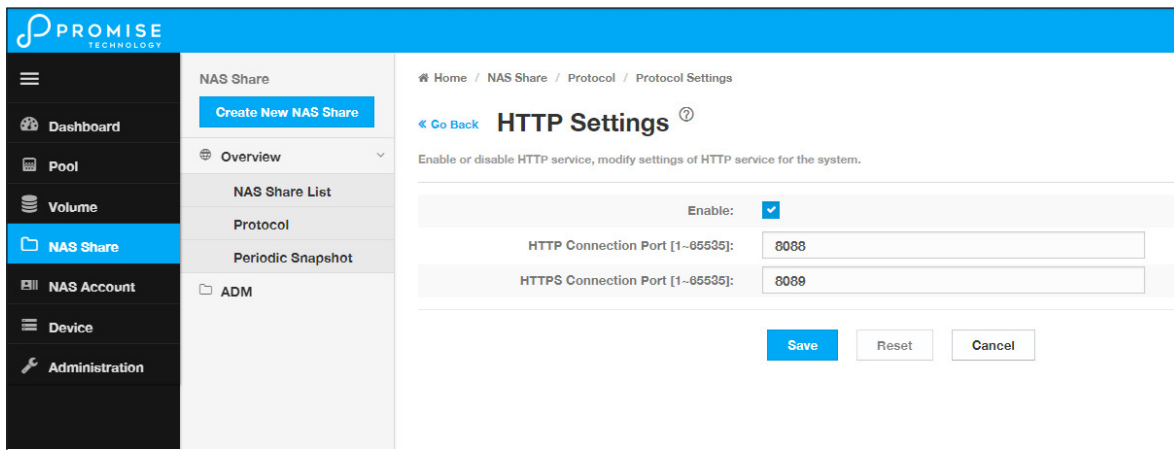 PROMISE
TECHNOLOGY
Dashboard
Pool
Volume
NAS Share
NAS Account
Device
Administration
NAS Share
Create New NAS Share
Overview
NAS Share List
Protocol
Periodic Snapshot
ADM
Home / NAS Share / Protocol / Protocol Settings
« Go Back HTTP Settings ?
Enable or disable HTTP service, modify settings of HTTP service for the system.
Enable:
HTTP Connection Port [1~65535]: 8088
HTTPS Connection Port [1~65535]: 8089
Save Reset Cancel